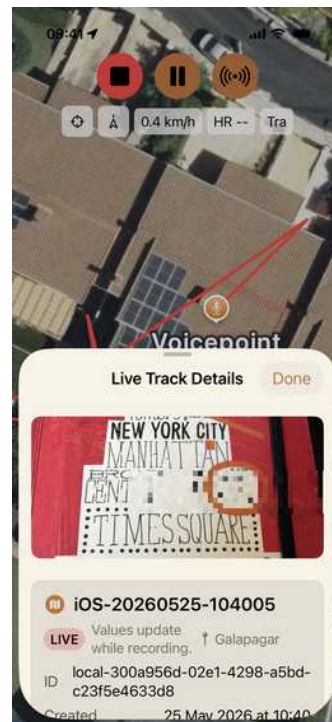 09:41
0.4 km/h
HR --
Tra
Voicepoint
Live Track Details
Done
NEW YORK CITY
MANHATTAN
CENT
TIMES SQUARE
iOS-20260525-104005
LIVE
Values update
while recording.
Galapagar
ID
local-300a956d-02e1-4298-a5bd-
c23f5e4633d8
Created
25 May 2026 at 10:40